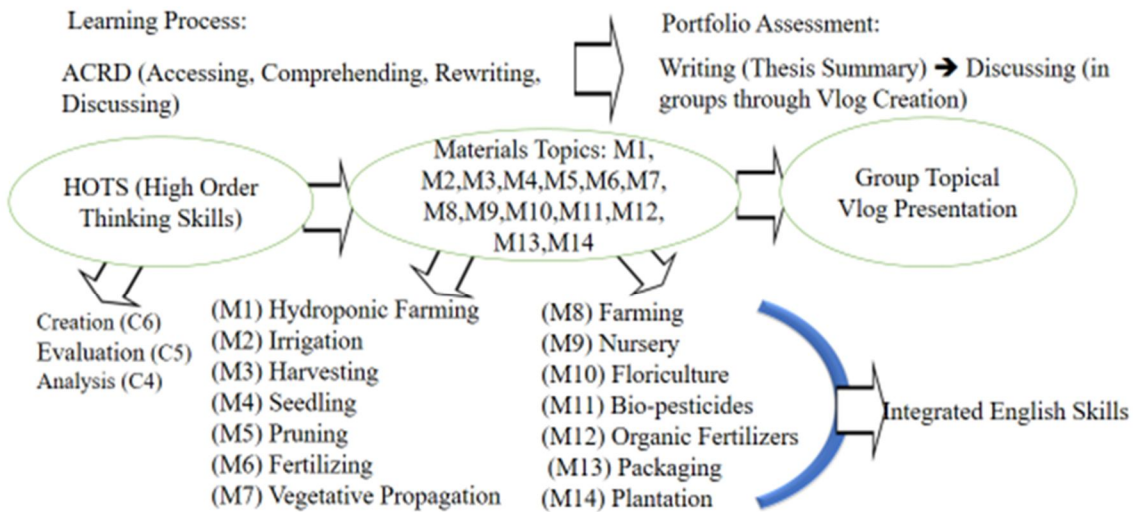 Learning Process:
ACRD (Accessing, Comprehending, Rewriting,
Discussing)
Portfolio Assessment:
Writing (Thesis Summary) ➔ Discussing (in
groups through Vlog Creation)
HOTS (High Order
Thinking Skills)
Materials Topics: M1,
M2,M3,M4,M5,M6,M7,
M8,M9,M10,M11,M12,
M13,M14
Group Topical
Vlog Presentation
Creation (C6)
Evaluation (C5)
Analysis (C4)
(M1) Hydroponic Farming
(M2) Irrigation
(M3) Harvesting
(M4) Seedling
(M5) Pruning
(M6) Fertilizing
(M7) Vegetative Propagation
(M8) Farming
(M9) Nursery
(M10) Floriculture
(M11) Bio-pesticides
(M12) Organic Fertilizers
(M13) Packaging
(M14) Plantation
Integrated English Skills